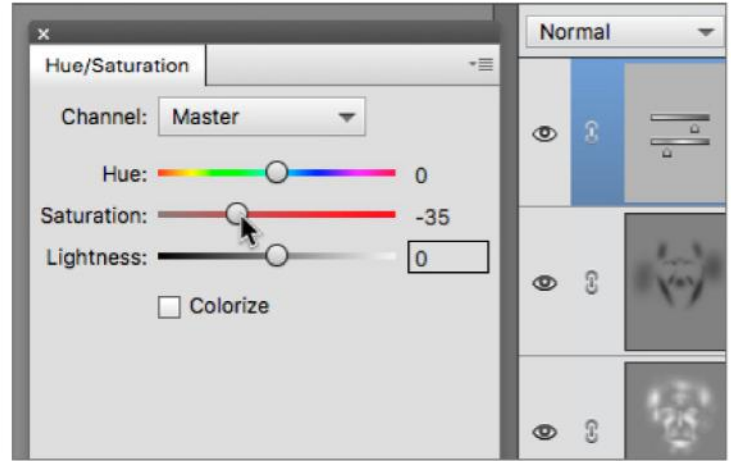 Normal
Hue/Saturation
Channel: Master
Hue: 0
Saturation: -35
Lightness: 0
Colorize